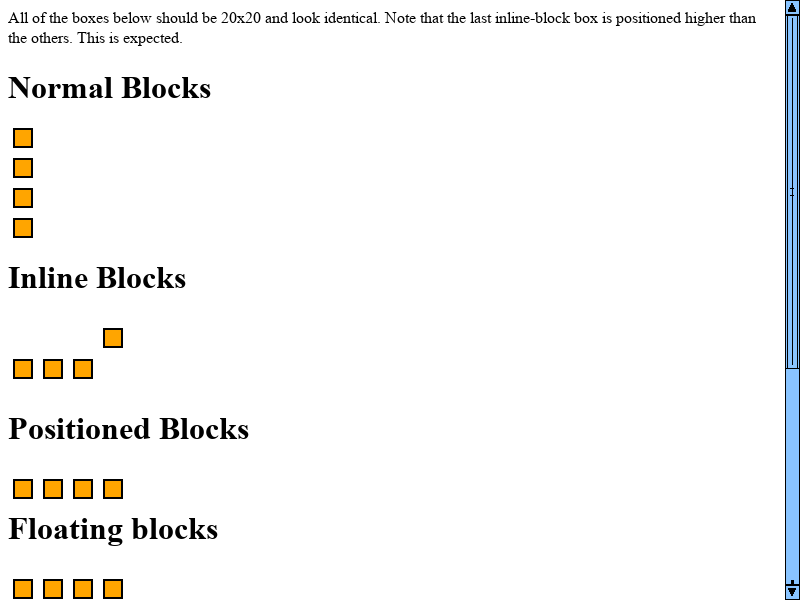 All of the boxes below should be 20x20 and look identical. Note that the last inline-block box is positioned higher than
the others. This is expected.
Normal Blocks
Inline Blocks
Positioned Blocks
Floating blocks